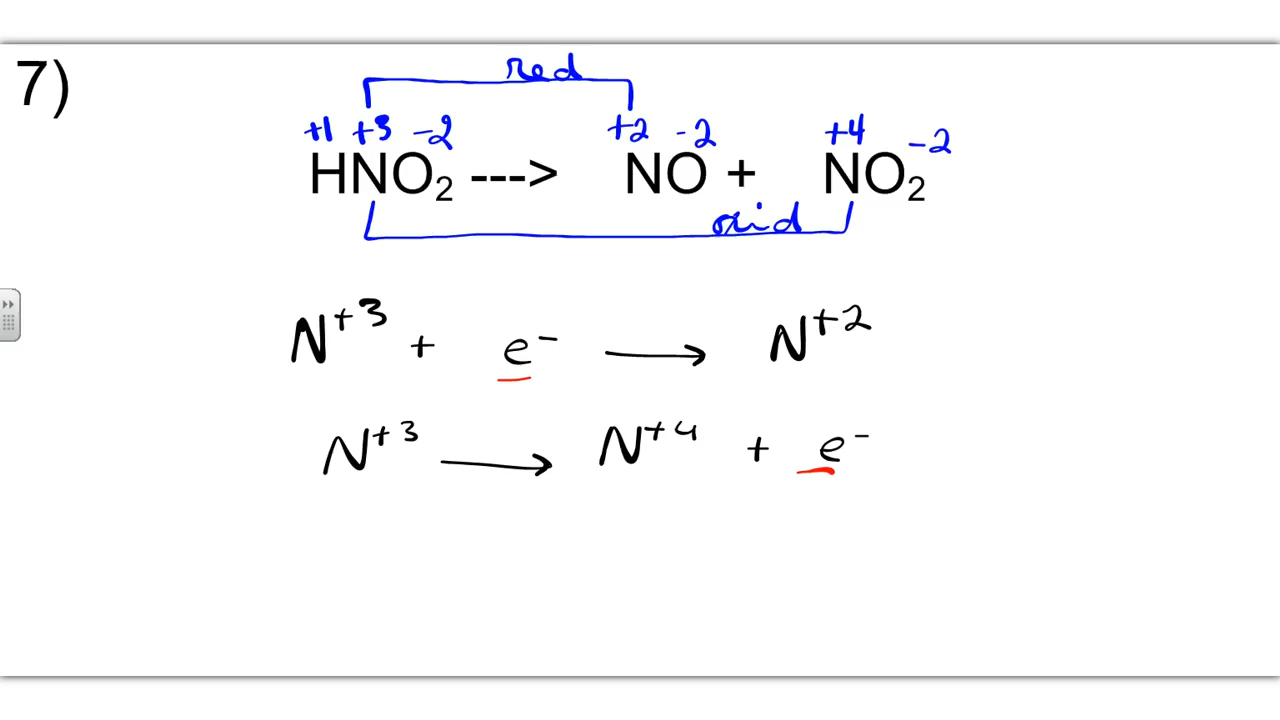 7)
red
+1 +3 -2 +2 -2 +4 -2
HNO₂ ---> NO + NO₂
oxid
N⁺³ + e⁻ → N⁺²
N⁺³ → N⁺⁴ + e⁻